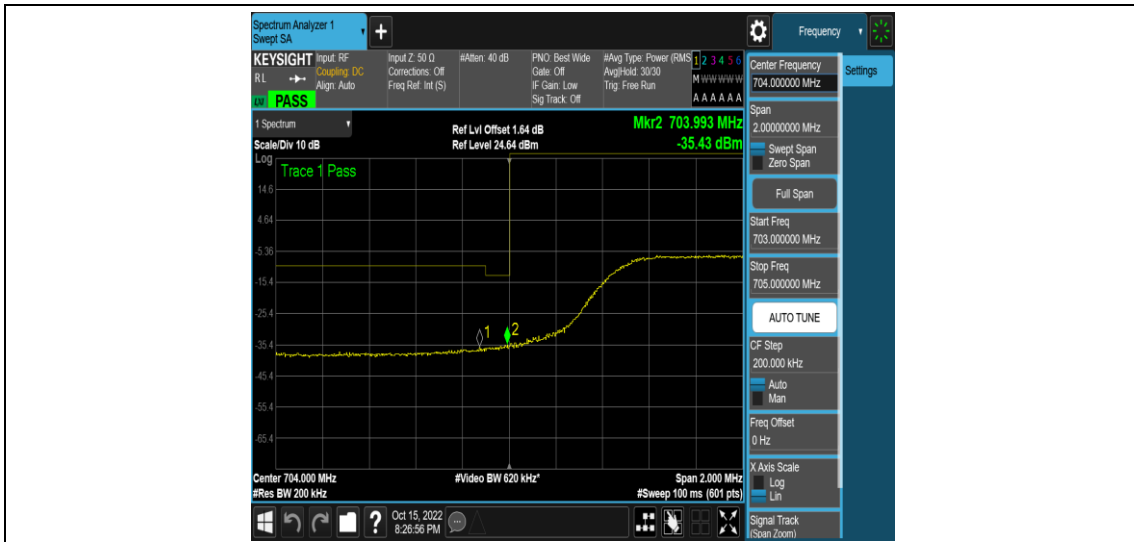 Spectrum Analyzer 1
Swept SA
+
Frequency
KEYSIGHT
RL
PASS
Input: RF
Coupling: DC
Align: Auto
Input Z: 50 Ω
Corrections: Off
Freq Ref: Int (S)
#Atten: 40 dB
PNO: Best Wide
Gate: Off
IF Gain: Low
Sig Track: Off
#Avg Type: Power (RMS
Avg|Hold: 30/30
Trig: Free Run
1 2 3 4 5 6
M W W W W W
A A A A A A
1 Spectrum
Scale/Div 10 dB
Ref Lvl Offset 1.64 dB
Ref Level 24.64 dBm
Mkr2 703.993 MHz
-35.43 dBm
Log
Trace 1 Pass
14.6
4.64
-5.36
-15.4
-25.4
-35.4
-45.4
-55.4
-65.4
1
2
Center 704.000 MHz
#Res BW 200 kHz
#Video BW 620 kHz*
Span 2.000 MHz
#Sweep 100 ms (601 pts)
?
Oct 15, 2022
8:26:56 PM
Center Frequency
704.000000 MHz
Settings
Span
2.00000000 MHz
Swept Span
Zero Span
Full Span
Start Freq
703.000000 MHz
Stop Freq
705.000000 MHz
AUTO TUNE
CF Step
200.000 kHz
Auto
Man
Freq Offset
0 Hz
X Axis Scale
Log
Lin
Signal Track
(Span Zoom)